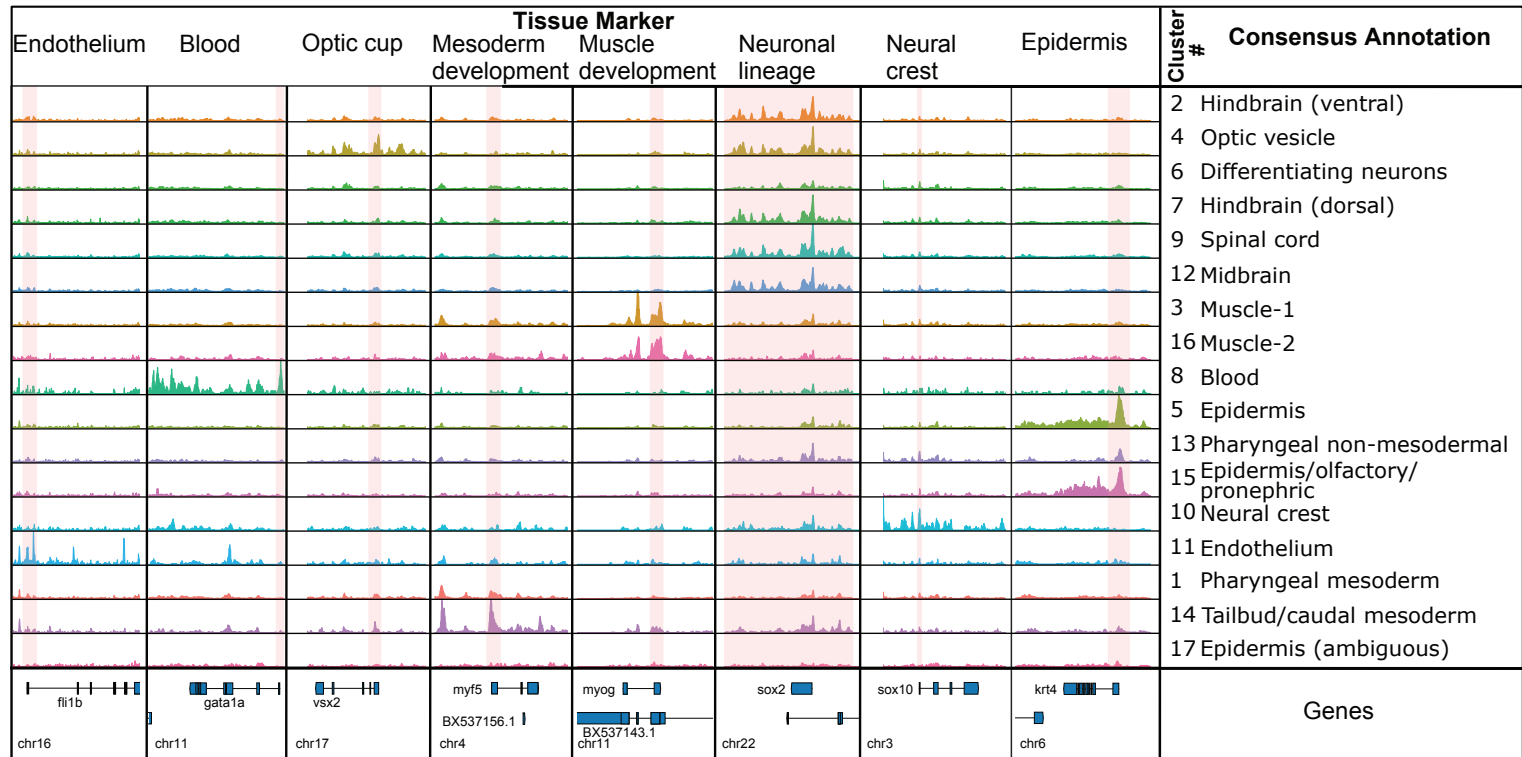 Tissue Marker
Endothelium Blood Optic cup Mesoderm development Muscle development Neuronal lineage Neural crest Epidermis
Cluster # Consensus Annotation
2 Hindbrain (ventral)
4 Optic vesicle
6 Differentiating neurons
7 Hindbrain (dorsal)
9 Spinal cord
12 Midbrain
3 Muscle-1
16 Muscle-2
8 Blood
5 Epidermis
13 Pharyngeal non-mesodermal
15 Epidermis/olfactory/
pronephric
10 Neural crest
11 Endothelium
1 Pharyngeal mesoderm
14 Tailbud/caudal mesoderm
17 Epidermis (ambiguous)
fli1b gata1a vsx2 myf5 myog sox2 sox10 krt4
BX537156.1 BX537143.1
Genes
chr16 chr11 chr17 chr4 chr11 chr22 chr3 chr6